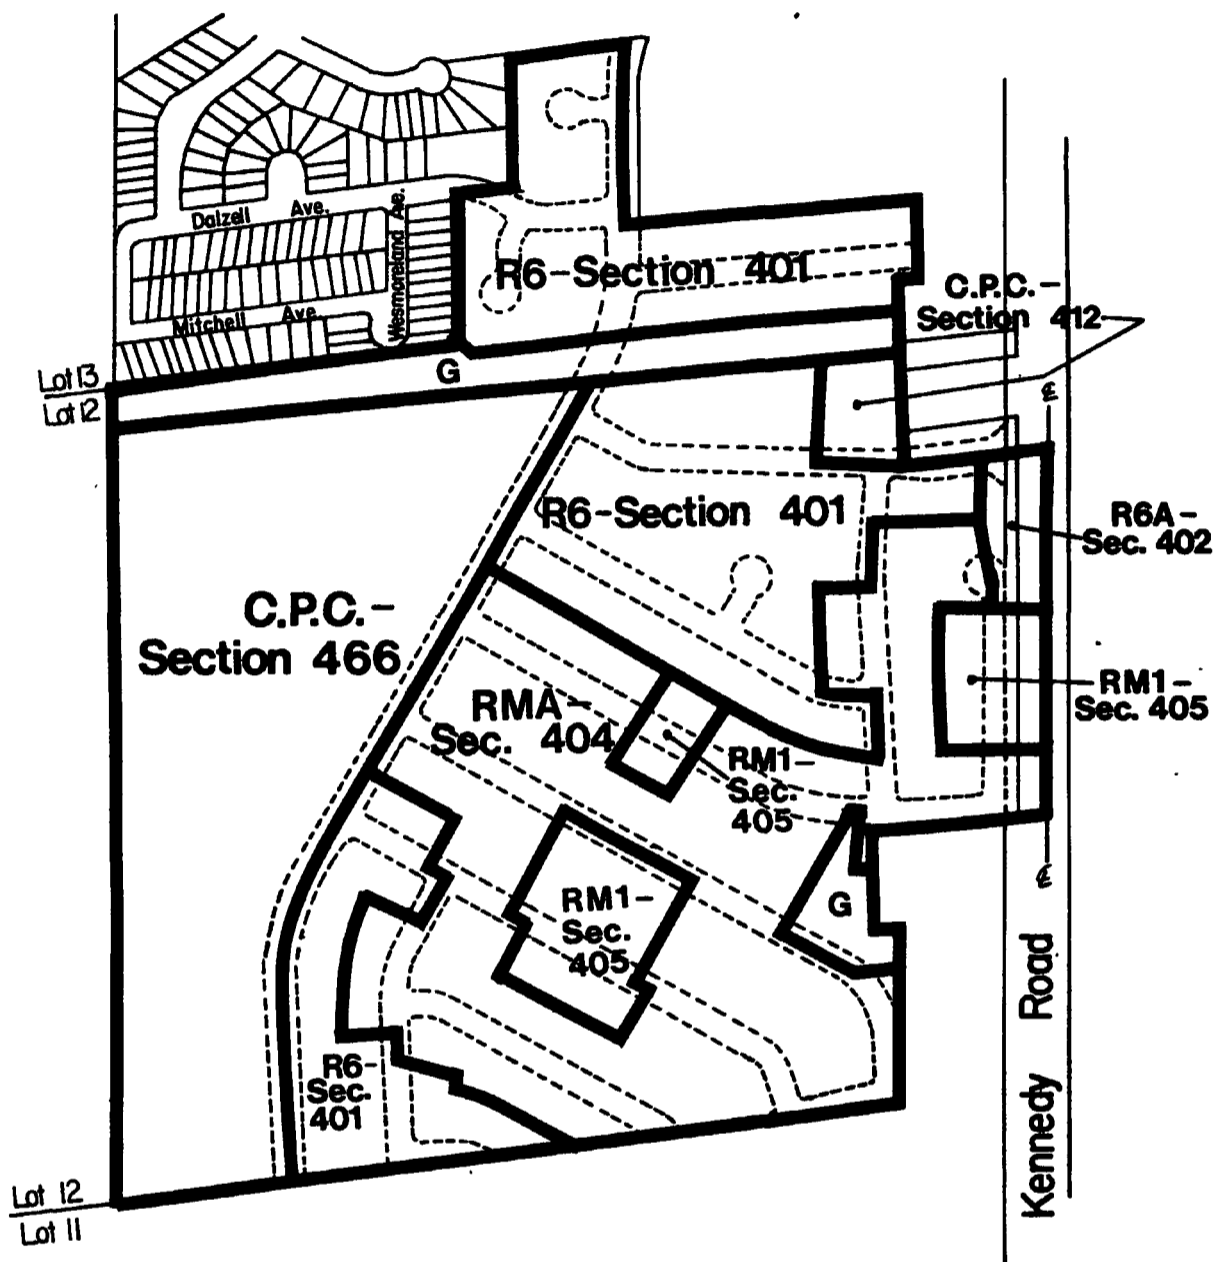 Dalzell Ave.
Wesmoreland Ave.
Mitchell Ave.
R6-Section 401
C.P.C.-
Section 412
Lot 13
Lot 12
G
R6-Section 401
R6A-
Sec. 402
C.P.C.-
Section 466
RMA-
Sec. 404
RM1-
Sec. 405
RM1-
Sec.
405
RM1-
Sec.
405
G
R6-
Sec.
401
Kennedy Road
Lot 12
Lot 11